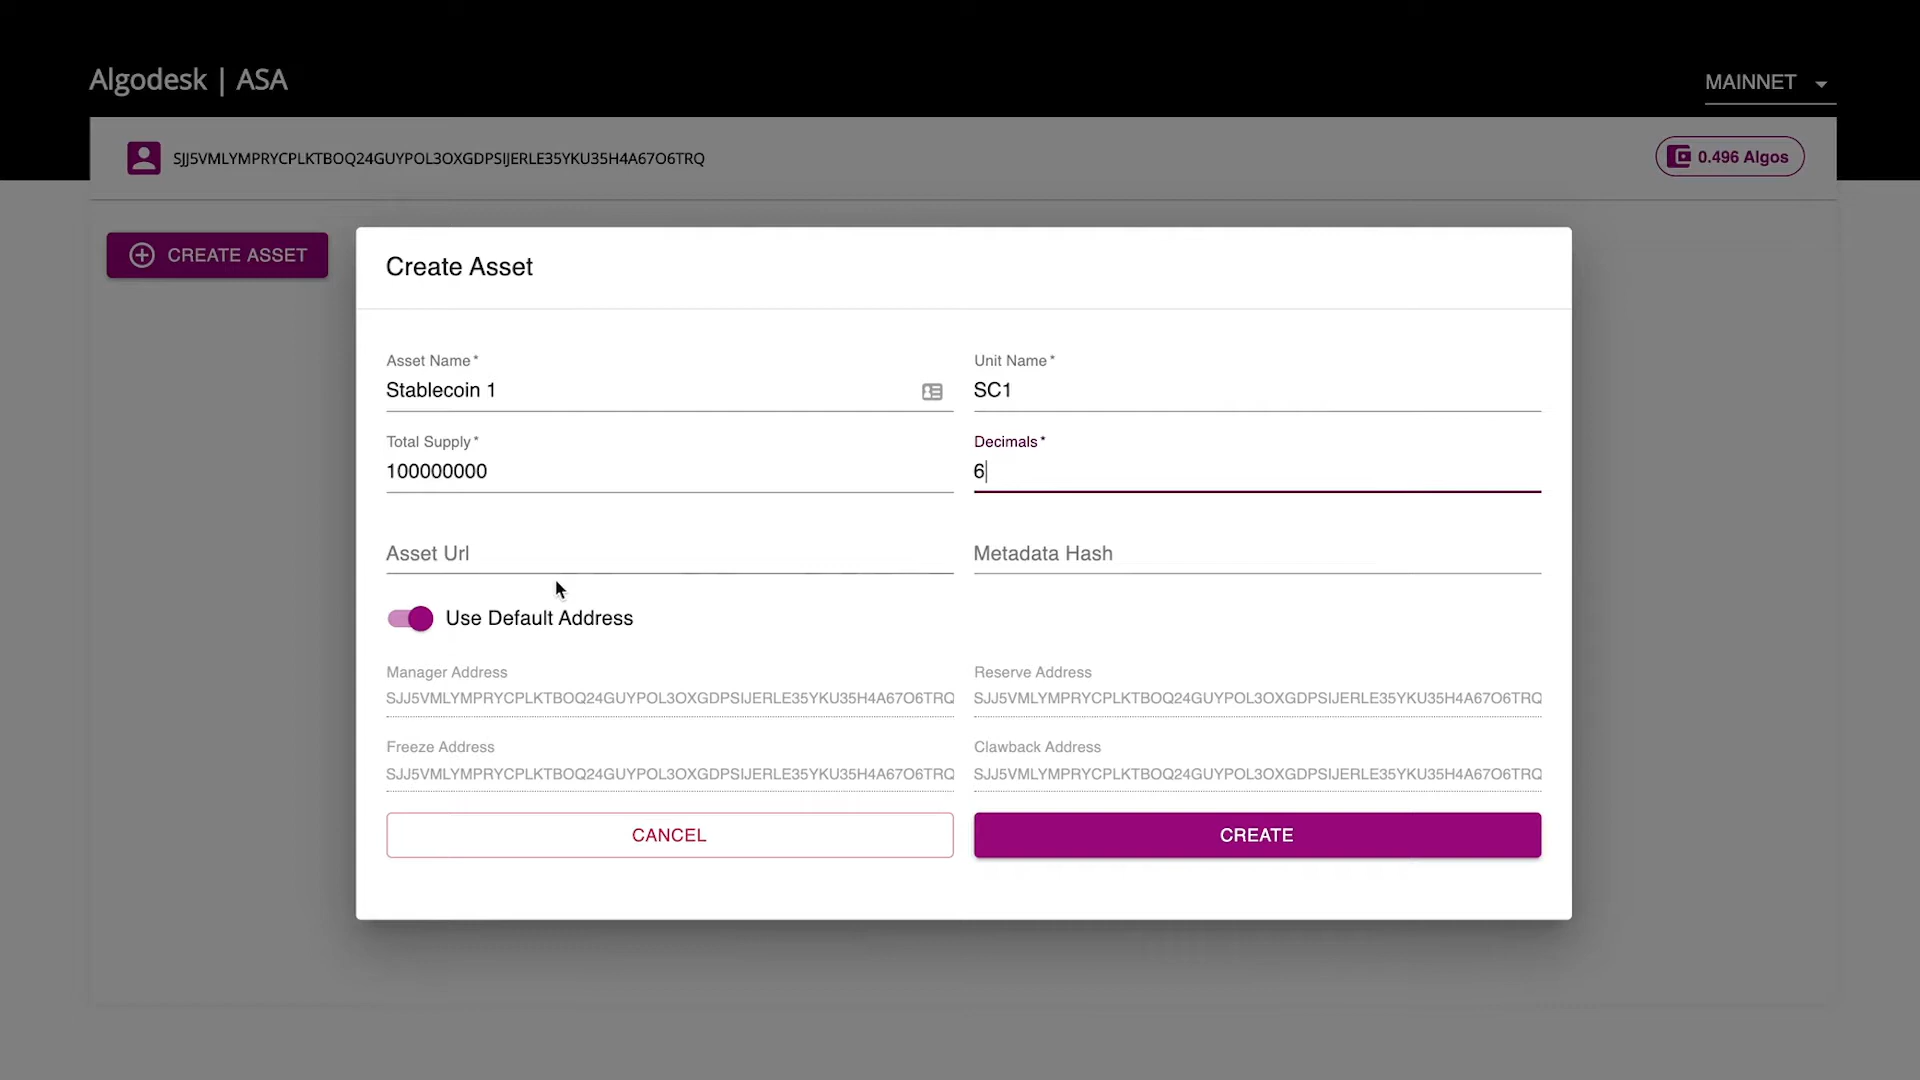 Algodesk | ASA
MAINNET
SJJ5VMLYMPRYCPLKTBOQ24GUYPOL3OXGDPSIJERLE35YKU35H4A67O6TRQ
0.496 Algos
CREATE ASSET
Create Asset
Asset Name *
Unit Name *
Stablecoin 1
SC1
Total Supply *
Decimals *
100000000
6
Asset Url
Metadata Hash
Use Default Address
Manager Address
Reserve Address
SJJ5VMLYMPRYCPLKTBOQ24GUYPOL3OXGDPSIJERLE35YKU35H4A67O6TRQ
SJJ5VMLYMPRYCPLKTBOQ24GUYPOL3OXGDPSIJERLE35YKU35H4A67O6TRQ
Freeze Address
Clawback Address
SJJ5VMLYMPRYCPLKTBOQ24GUYPOL3OXGDPSIJERLE35YKU35H4A67O6TRQ
SJJ5VMLYMPRYCPLKTBOQ24GUYPOL3OXGDPSIJERLE35YKU35H4A67O6TRQ
CANCEL
CREATE